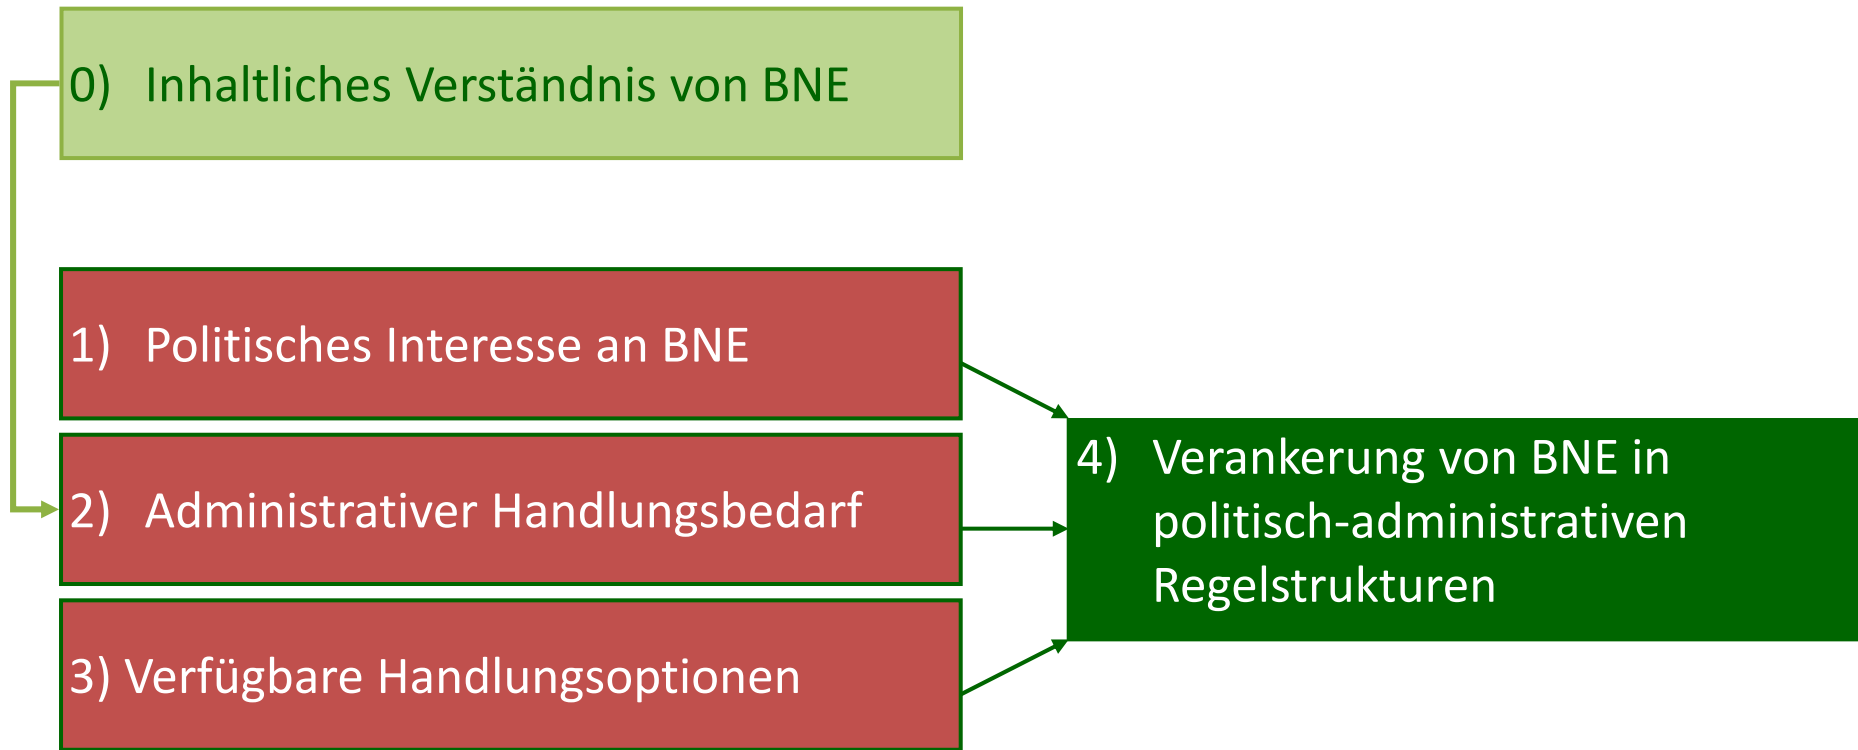 0) Inhaltliches Verständnis von BNE
1) Politisches Interesse an BNE
2) Administrativer Handlungsbedarf
3) Verfügbare Handlungsoptionen
4) Verankerung von BNE in
politisch-administrativen
Regelstrukturen